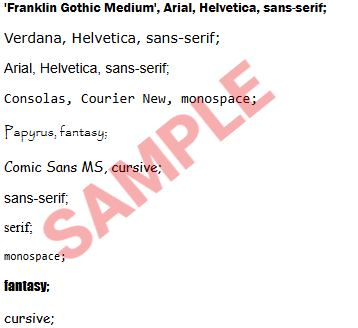 'Franklin Gothic Medium', Arial, Helvetica, sans-serif;
Verdana, Helvetica, sans-serif;
Arial, Helvetica, sans-serif;
Consolas, Courier New, monospace;
Papyrus, fantasy;
Comic Sans MS, cursive;
sans-serif;
serif;
monospace;
fantasy;
cursive;
SAMPLE